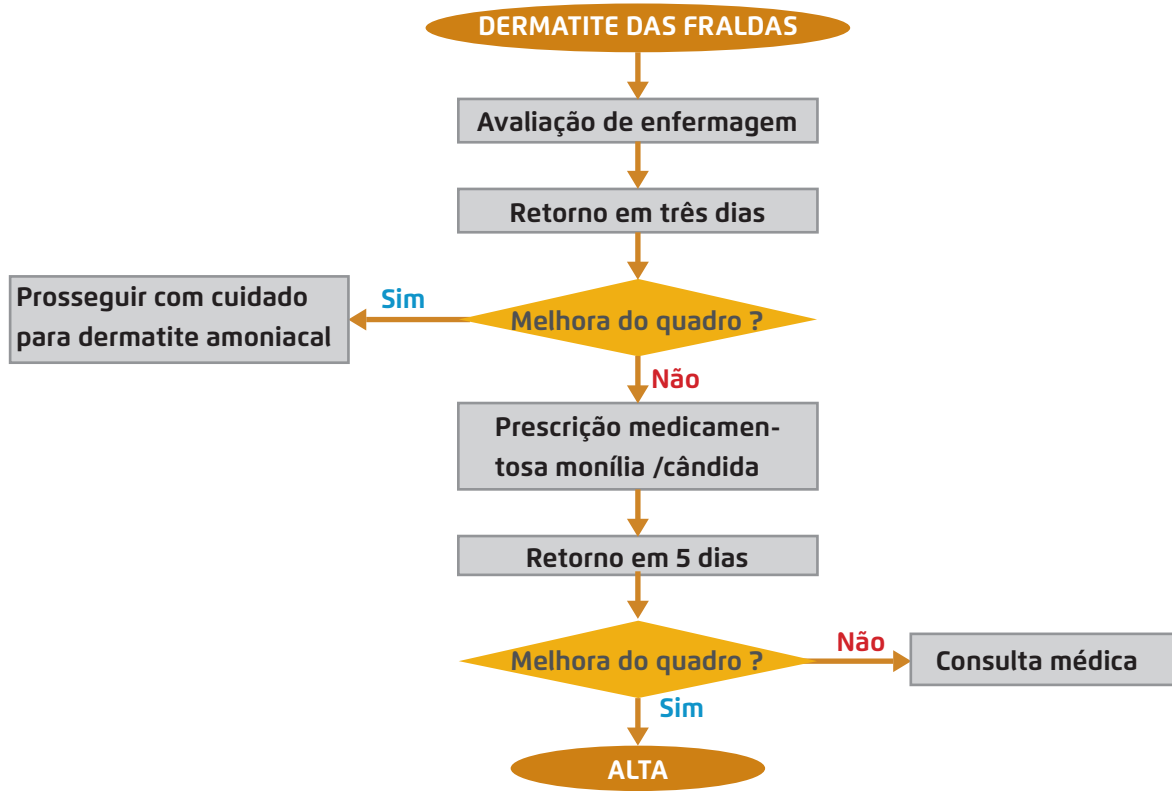 DERMATITE DAS FRALDAS
Avaliação de enfermagem
Retorno em três dias
Melhora do quadro ?
Sim
Prosseguir com cuidado
para dermatite amoniacal
Não
Prescrição medicamen-
tosa monília /cândida
Retorno em 5 dias
Melhora do quadro ?
Não
Consulta médica
Sim
ALTA